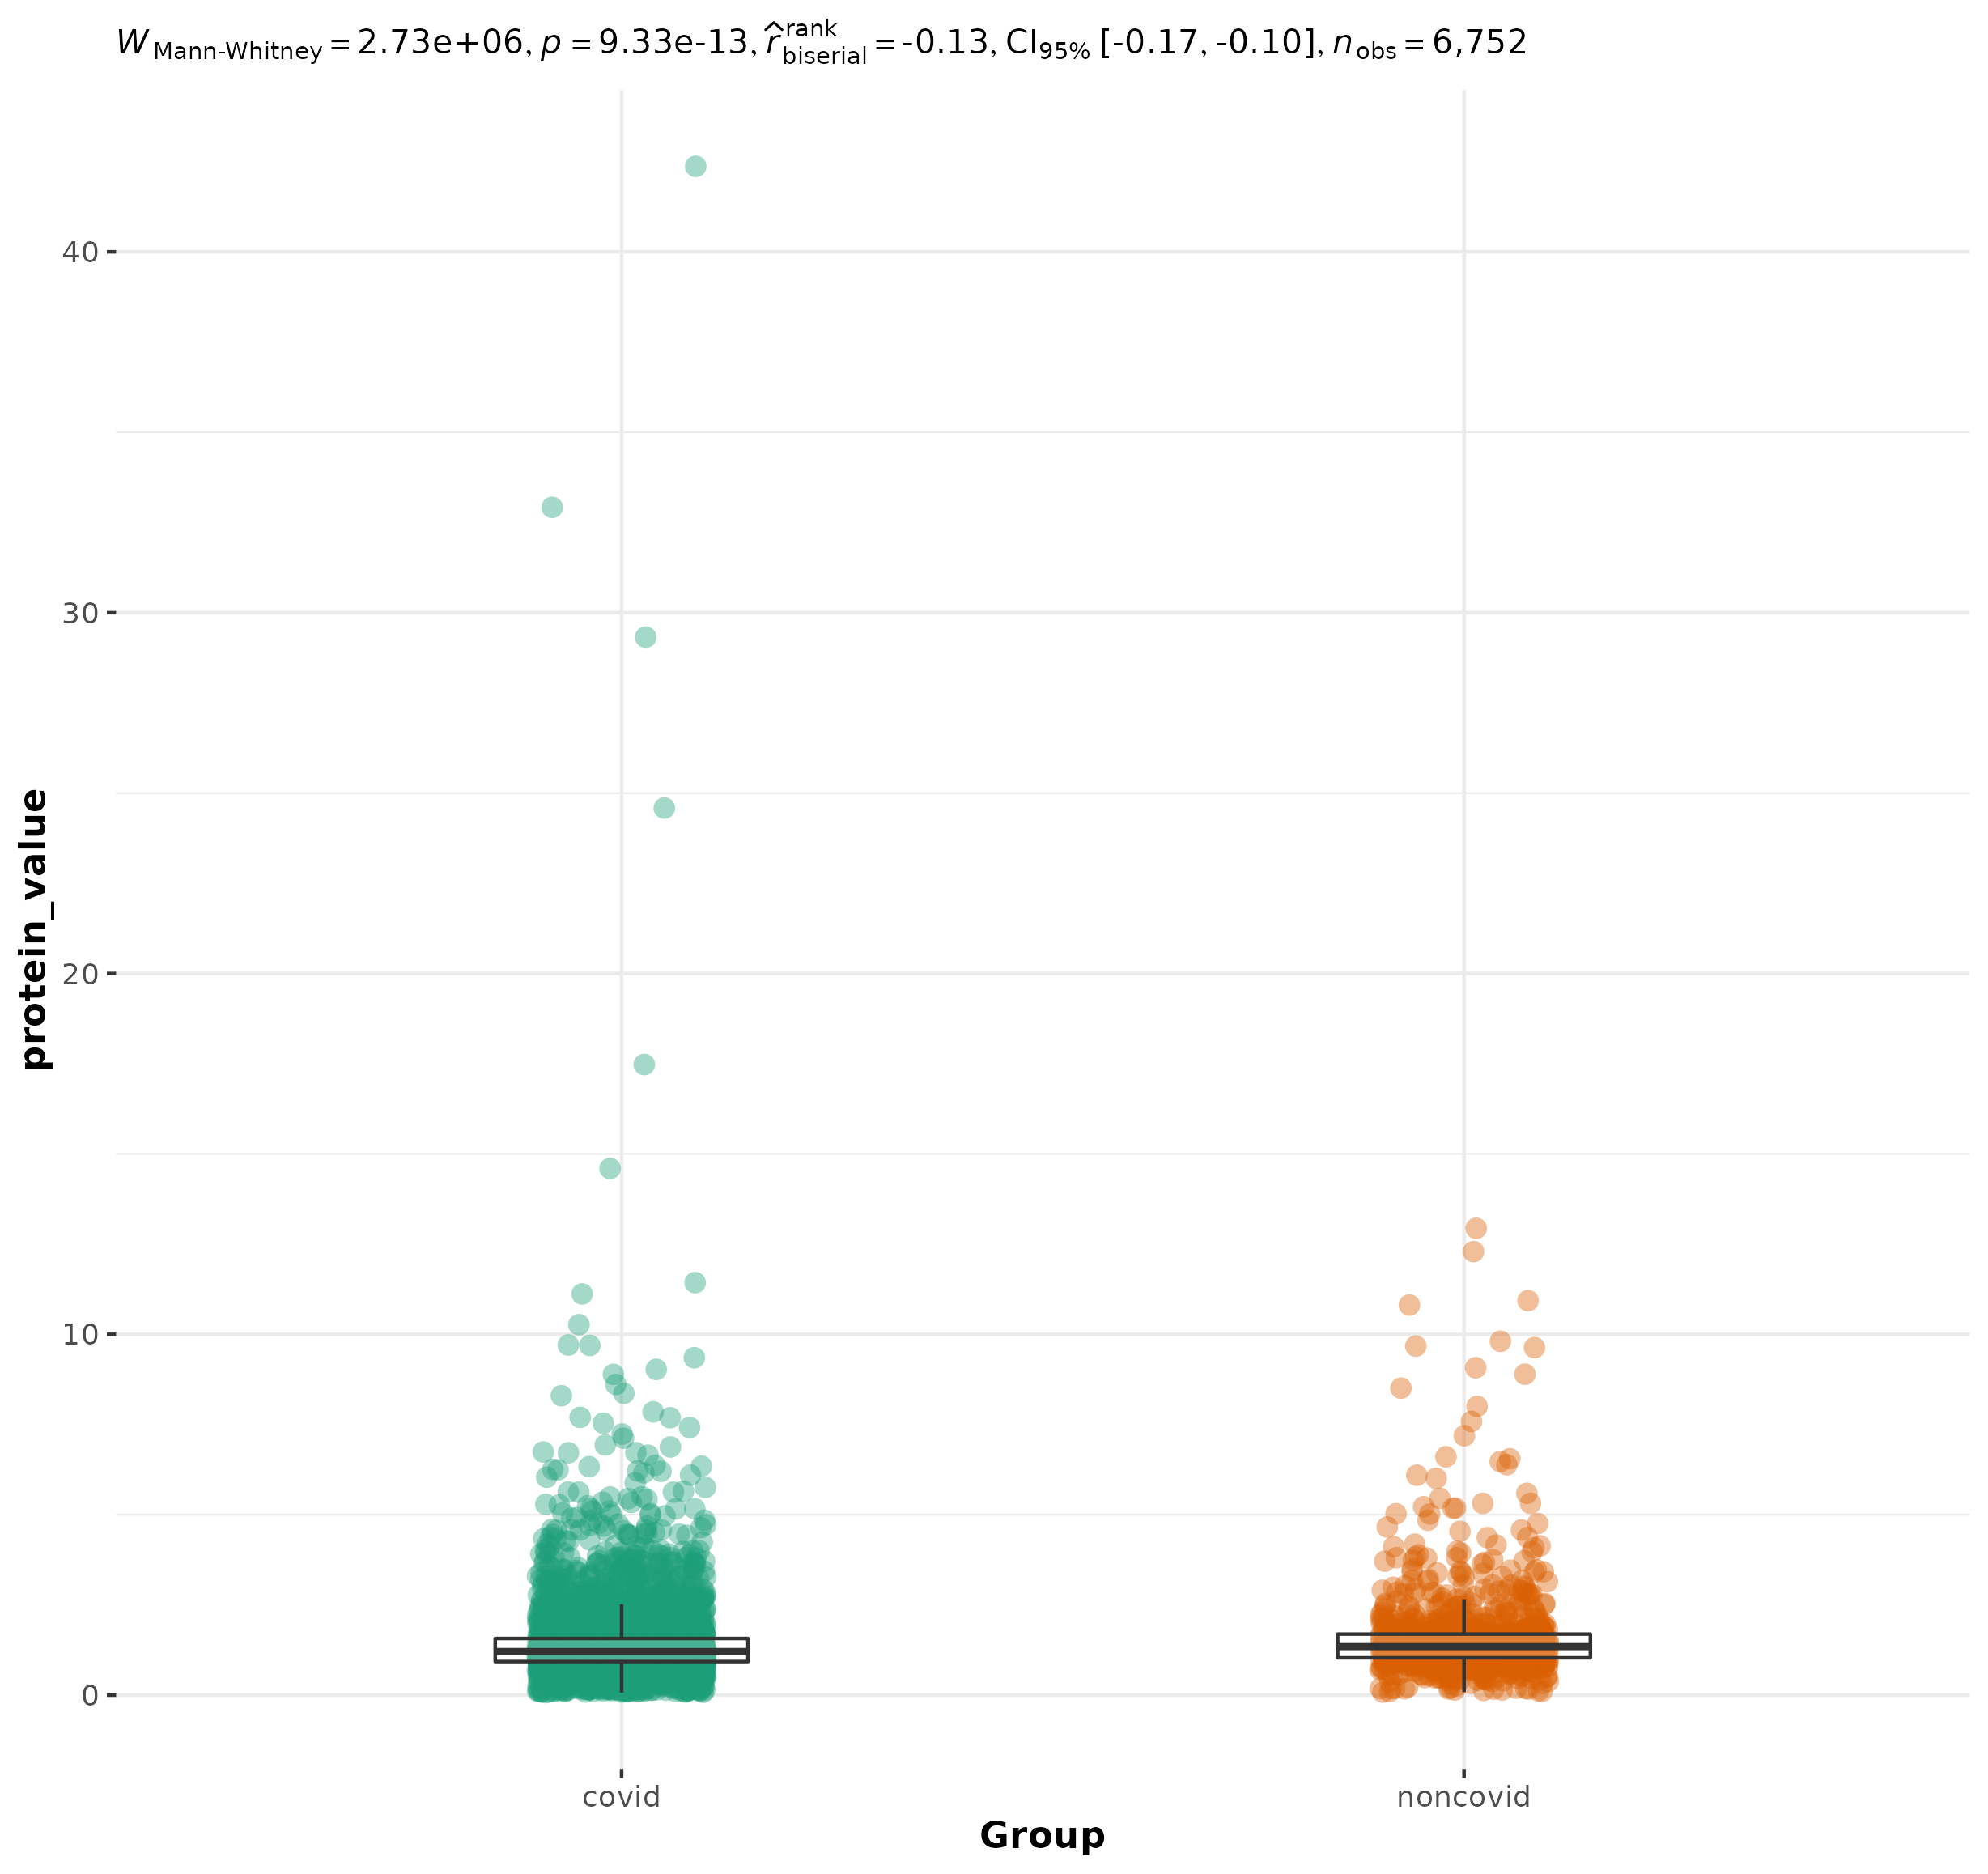 W Mann-Whitney = 2.73e+06, p = 9.33e-13, r̂ rank biserial = -0.13, CI95% [-0.17, -0.10], n obs = 6,752
40
30
20
10
0
protein_value
covid noncovid
Group